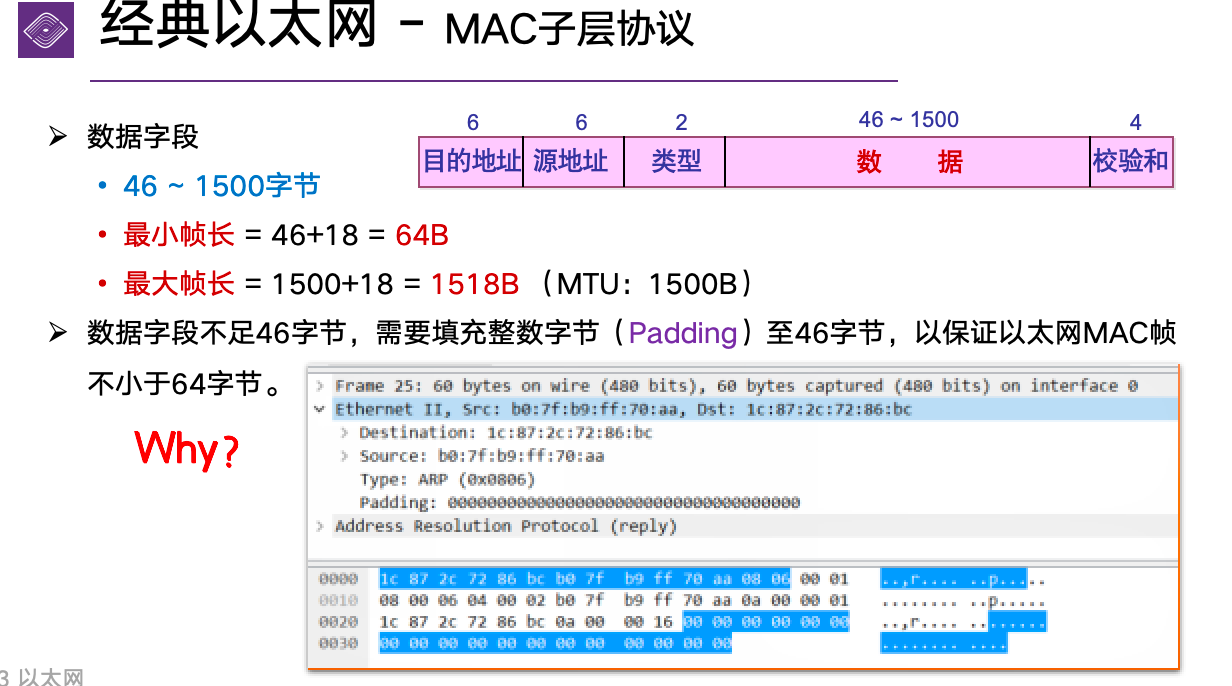 经典以太网 – MAC子层协议
➢ 数据字段
• 46 ~ 1500字节
• 最小帧长 = 46+18 = 64B
• 最大帧长 = 1500+18 = 1518B （MTU：1500B）
6 6 2 46 ~ 1500 4
目的地址 源地址 类型 数 据 校验和
➢ 数据字段不足46字节，需要填充整数字节（Padding）至46字节，以保证以太网MAC帧
不小于64字节。
Why？
Frame 25: 60 bytes on wire (480 bits), 60 bytes captured (480 bits) on interface 0
Ethernet II, Src: b0:7f:b9:ff:70:aa, Dst: 1c:87:2c:72:86:bc
Destination: 1c:87:2c:72:86:bc
Source: b0:7f:b9:ff:70:aa
Type: ARP (0x0806)
Padding: 000000000000000000000000000000000000
Address Resolution Protocol (reply)
0000 1c 87 2c 72 86 bc b0 7f b9 ff 70 aa 08 06 00 01 ..,r.... ..p.....
0010 08 00 06 04 00 02 b0 7f b9 ff 70 aa 0a 00 00 01 ........ ..p.....
0020 1c 87 2c 72 86 bc 0a 00 00 16 00 00 00 00 00 00 ..,r.... ........
0030 00 00 00 00 00 00 00 00 00 00 00 00 ........ ....
3 以太网